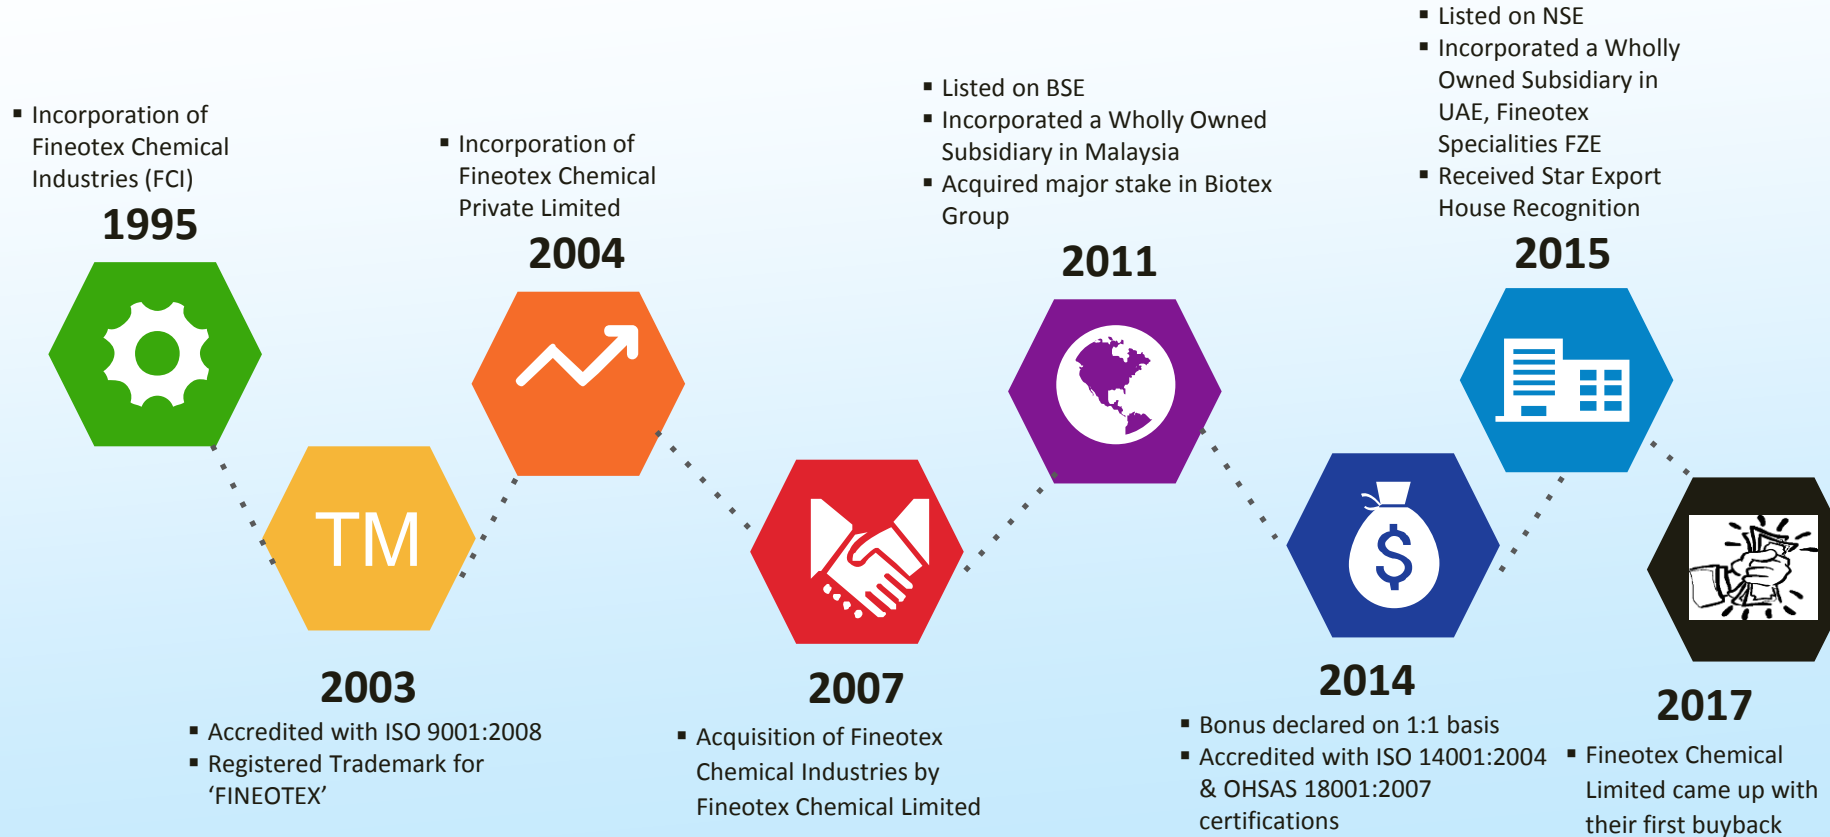 ▪ Incorporation of
Fineotex Chemical
Industries (FCI)
1995
TM
2003
▪ Accredited with ISO 9001:2008
▪ Registered Trademark for
‘FINEOTEX’
▪ Incorporation of
Fineotex Chemical
Private Limited
2004
2007
▪ Acquisition of Fineotex
Chemical Industries by
Fineotex Chemical Limited
▪ Listed on BSE
▪ Incorporated a Wholly Owned
Subsidiary in Malaysia
▪ Acquired major stake in Biotex
Group
2011
$
2014
▪ Bonus declared on 1:1 basis
▪ Accredited with ISO 14001:2004
& OHSAS 18001:2007
certifications
▪ Listed on NSE
▪ Incorporated a Wholly
Owned Subsidiary in
UAE, Fineotex
Specialities FZE
▪ Received Star Export
House Recognition
2015
2017
▪ Fineotex Chemical
Limited came up with
their first buyback